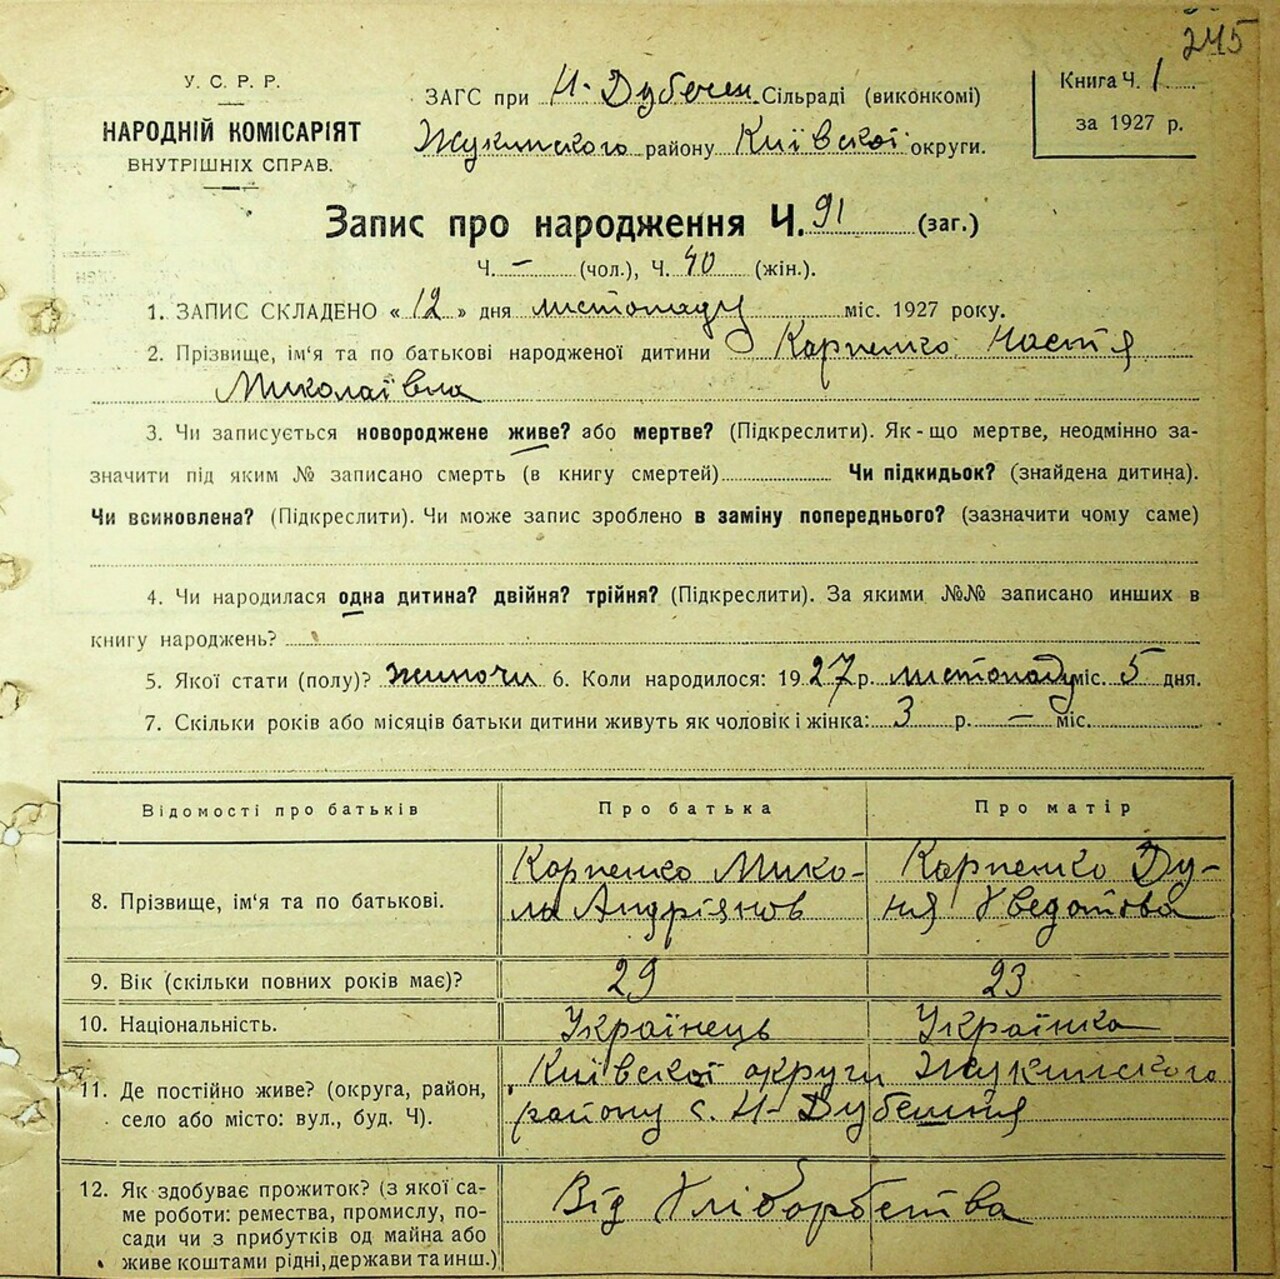 245
У. С. Р. Р.
НАРОДНІЙ КОМІСАРІЯТ
ВНУТРІШНІХ СПРАВ.
ЗАГС при Н-Дубечен. Сільраді (виконкомі)
Жукинского району Київскої округи.
Книга Ч. 1
за 1927 р.
Запис про народження Ч. 91 (заг.)
Ч. — (чол.), Ч. 40 (жін.).
1. ЗАПИС СКЛАДЕНО « 12 » дня листопаду міс. 1927 року.
2. Прізвище, ім'я та по батькові народженої дитини Карпенко Настя
Миколаївна
3. Чи записується новороджене живе? або мертве? (Підкреслити). Як-що мертве, неодмінно за-
значити під яким № записано смерть (в книгу смертей) Чи підкидьок? (знайдена дитина).
Чи всиновлена? (Підкреслити). Чи може запис зроблено в заміну попереднього? (зазначити чому саме)
4. Чи народилася одна дитина? двійня? трійня? (Підкреслити). За якими №№ записано инших в
книгу народжень?
5. Якої стати (полу)? жиночи 6. Коли народилося: 1927 р. листопаду міс. 5 дня.
7. Скільки років або місяців батьки дитини живуть як чоловік і жінка: 3 р. — міс.
Відомості про батьків Про батька Про матір
8. Прізвище, ім'я та по батькові. Карпенко Мико- Карпенко Ду-
ла Андріянов ня Хведотова
9. Вік (скільки повних років має)? 29 23
10. Національність. Українець Українка
11. Де постійно живе? (округа, район, Київскої округи Жукинского
село або місто: вул., буд. Ч). району с. Н-Дубешня
12. Як здобуває прожиток? (з якої са-
ме роботи: ремества, промислу, по- Від Хліборбства
сади чи з прибутків од майна або
живе коштами рідні, держави та инш.)